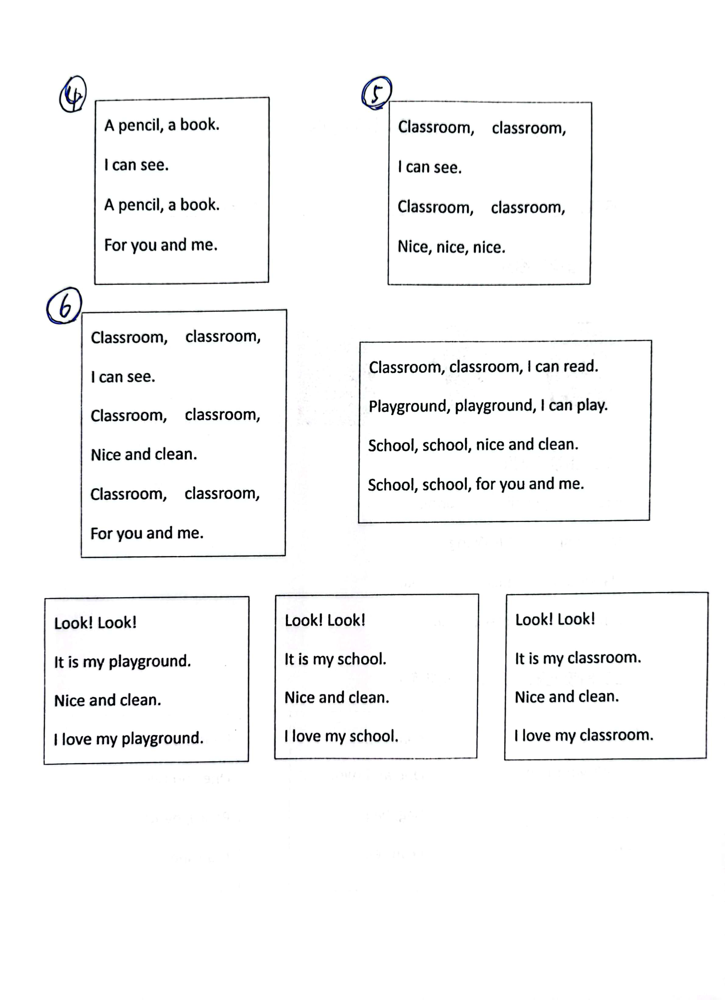 4
A pencil, a book.
I can see.
A pencil, a book.
For you and me.
5
Classroom, classroom,
I can see.
Classroom, classroom,
Nice, nice, nice.
6
Classroom, classroom,
I can see.
Classroom, classroom,
Nice and clean.
Classroom, classroom,
For you and me.
Classroom, classroom, I can read.
Playground, playground, I can play.
School, school, nice and clean.
School, school, for you and me.
Look! Look!
It is my playground.
Nice and clean.
I love my playground.
Look! Look!
It is my school.
Nice and clean.
I love my school.
Look! Look!
It is my classroom.
Nice and clean.
I love my classroom.